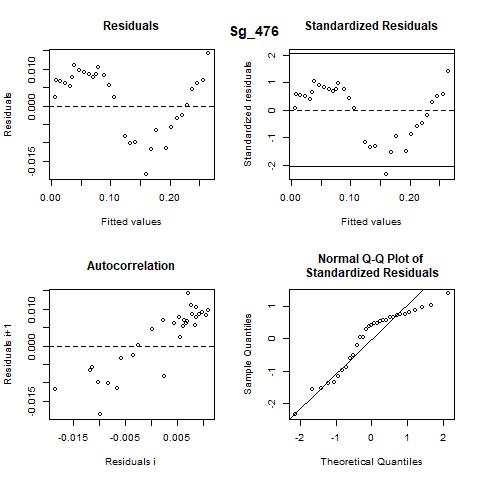 Sg_476
Residuals
Residuals
0.010
0.000
-0.015
0.00
0.10
0.20
Fitted values
Standardized Residuals
Standardized residuals
2
1
0
-1
-2
0.00
0.10
0.20
Fitted values
Autocorrelation
Residuals i+1
0.010
0.000
-0.015
-0.015
-0.005
0.005
Residuals i
Normal Q-Q Plot of
Standardized Residuals
Sample Quantiles
1
0
-1
-2
-2
-1
0
1
2
Theoretical Quantiles